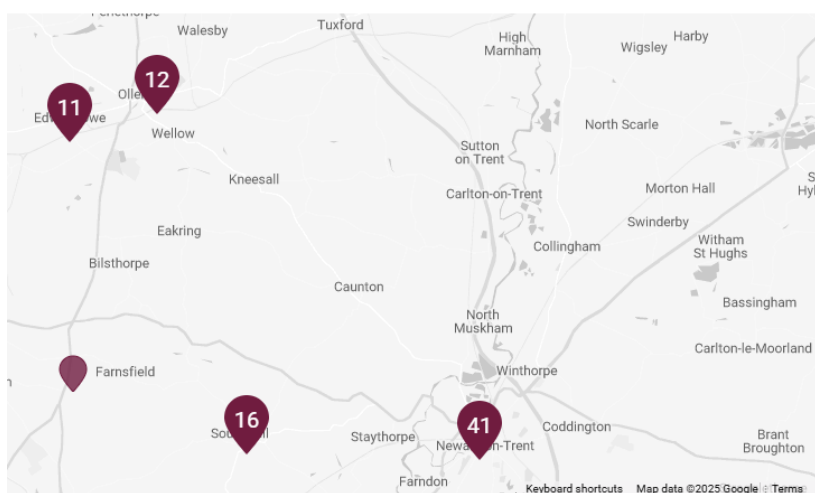 Walesby
Tuxford
High
Marnham
Harby
Wigsley
12
11
Wellow
North Scarle
Sutton
on Trent
Kneesall
Carlton-on-Trent
Morton Hall
Swinderby
Eakring
Collingham
Witham
St Hughs
Bilsthorpe
Caunton
Bassingham
North
Muskham
Carlton-le-Moorland
Farnsfield
Winthorpe
16
41
Coddington
Staythorpe
Brant
Broughton
Farndon
Keyboard shortcuts
Map data ©2025 Google
Terms